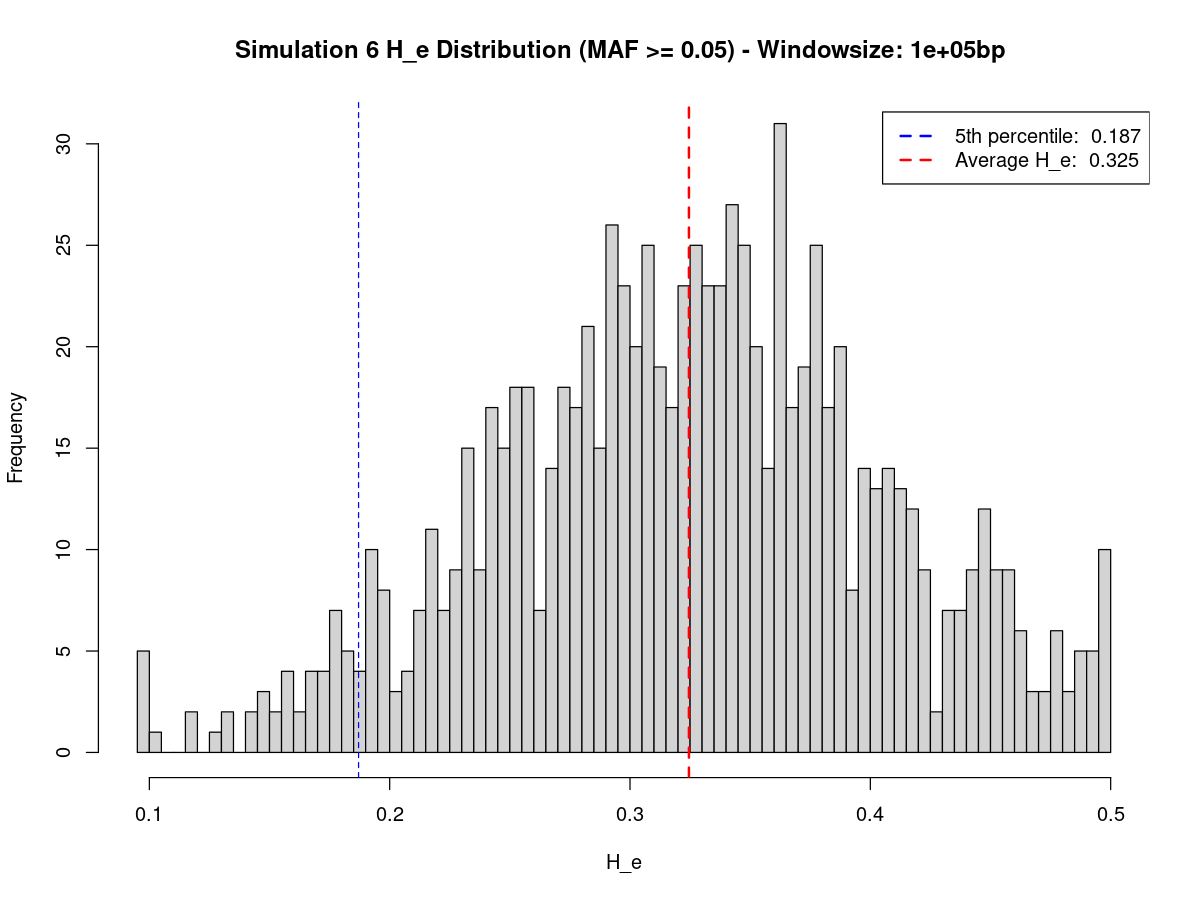 Simulation 6 H_e Distribution (MAF >= 0.05) - Windowsize: 1e+05bp
5th percentile:  0.187
Average H_e:  0.325
Frequency
30
25
20
15
10
5
0
0.1 0.2 0.3 0.4 0.5
H_e